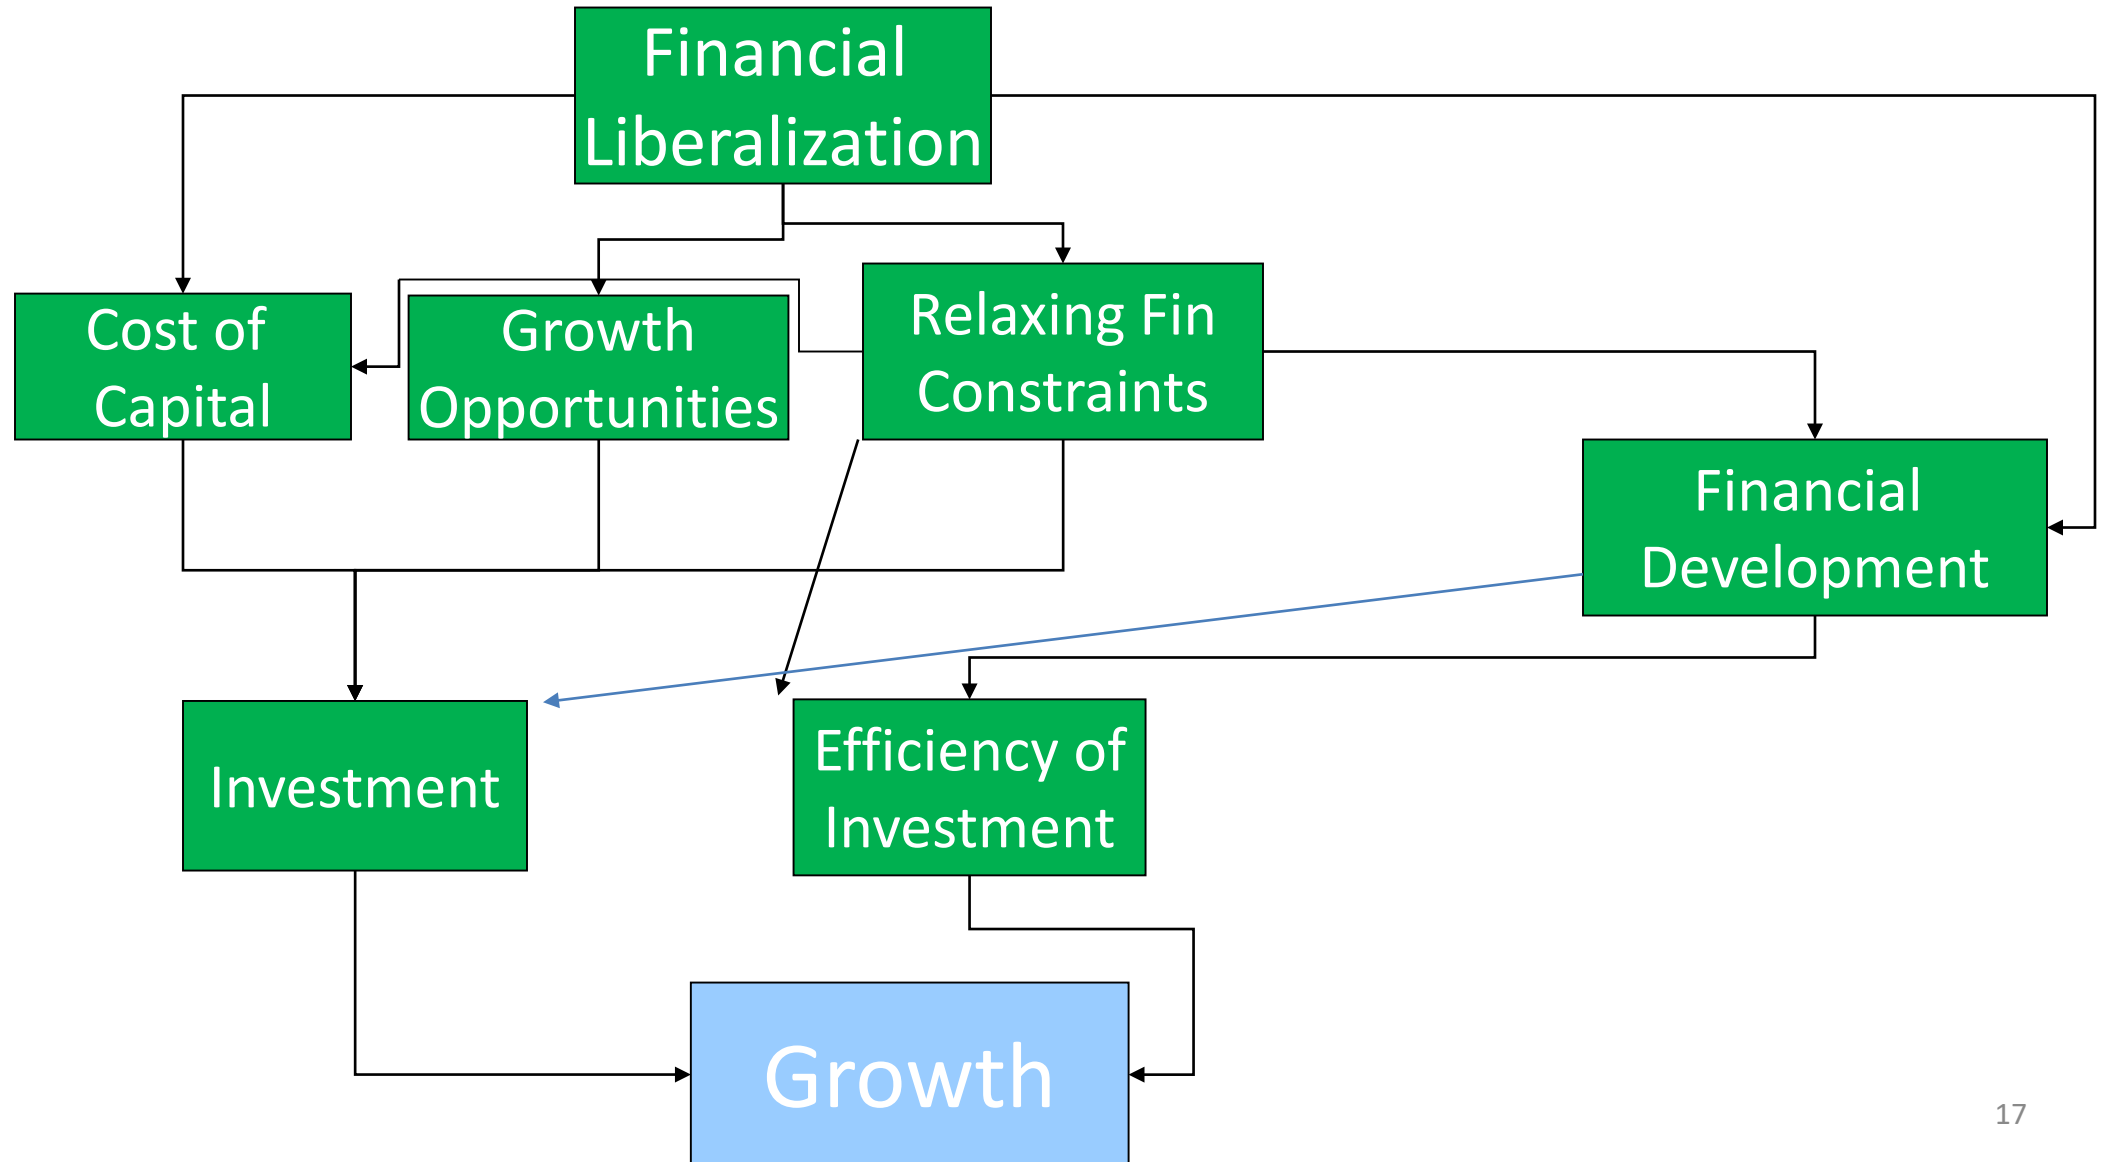 Financial
Liberalization
Cost of
Capital
Growth
Opportunities
Relaxing Fin
Constraints
Financial
Development
Investment
Efficiency of
Investment
Growth
17